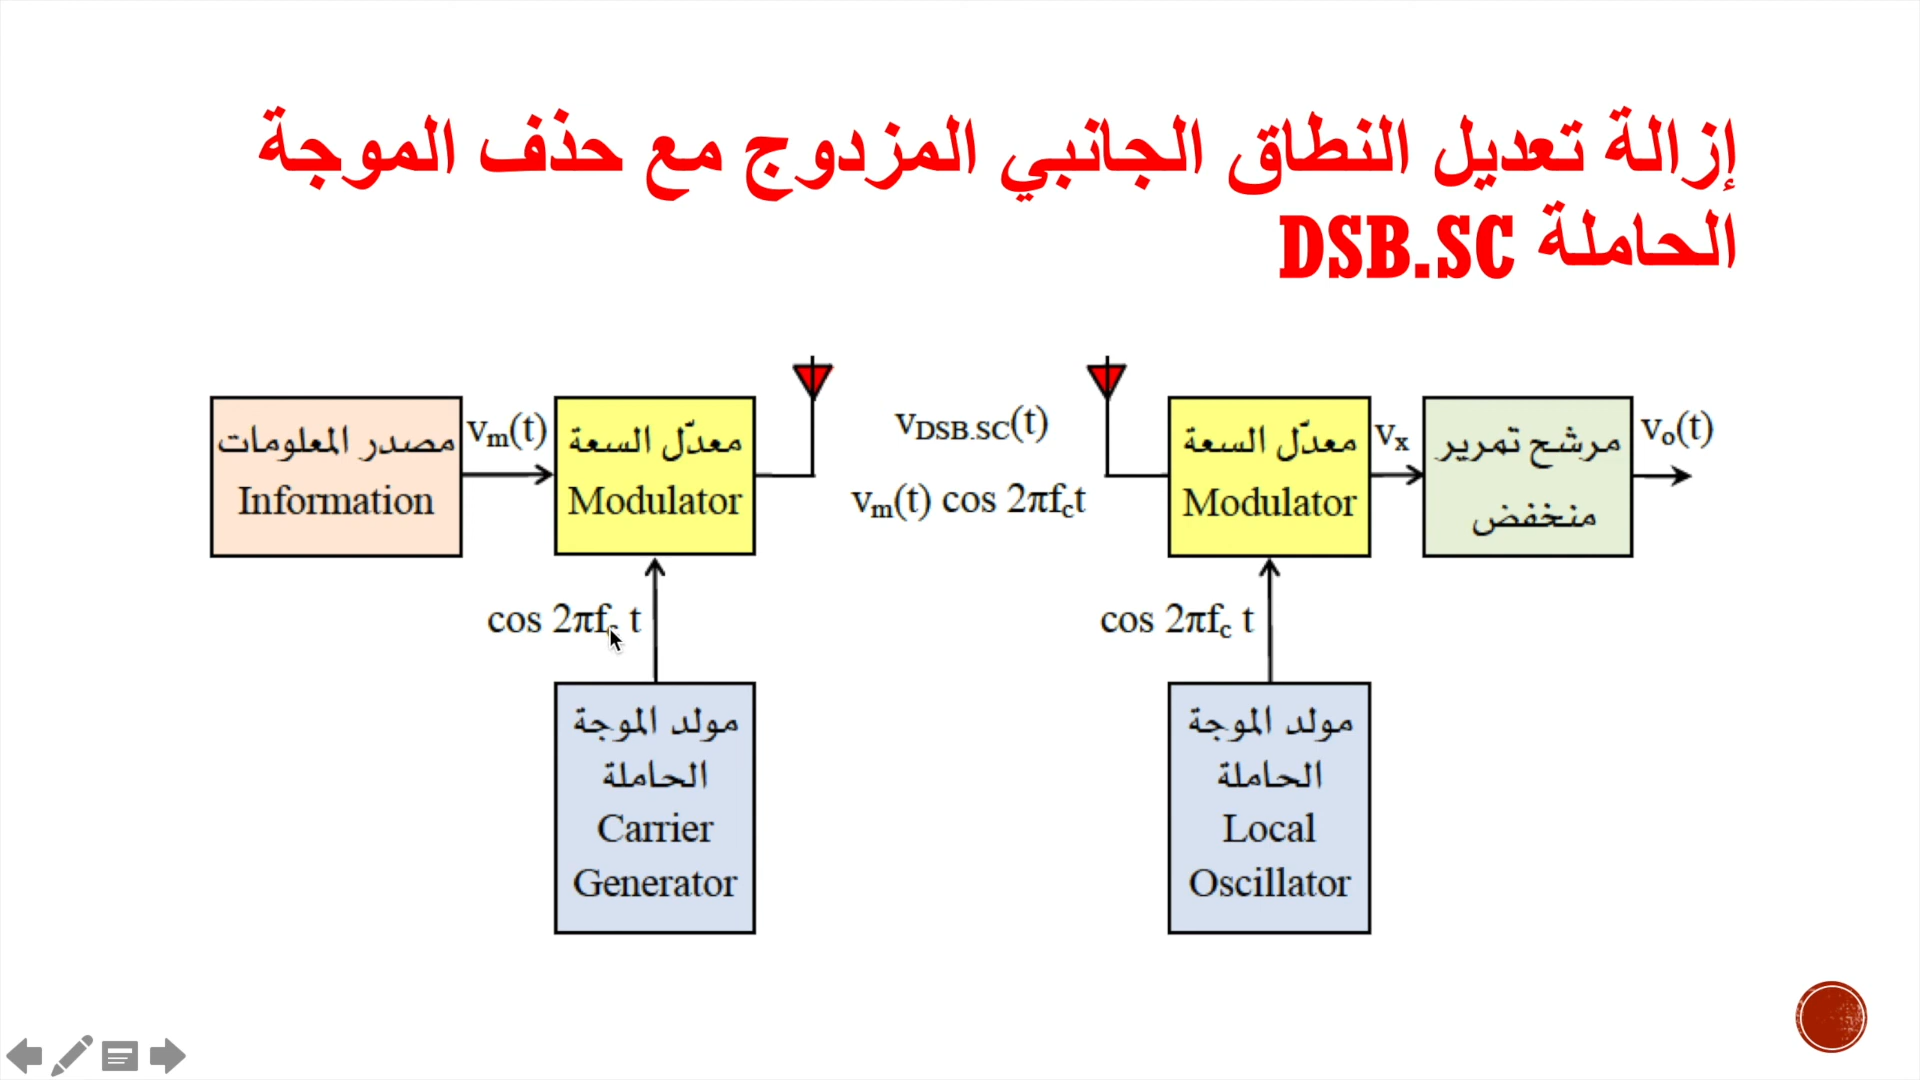 إزالة تعديل النطاق الجانبي المزدوج مع حذف الموجة
الحاملة DSB.SC
مصدر المعلومات
Information
vm(t)
معدّل السعة
Modulator
cos 2πfc t
مولد الموجة
الحاملة
Carrier
Generator
vDSB.SC(t)
vm(t) cos 2πfct
معدّل السعة
Modulator
cos 2πfc t
مولد الموجة
الحاملة
Local
Oscillator
vx
مرشح تمرير
منخفض
vo(t)